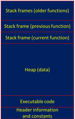 Stack frames (older functions)
Stack frame (previous function)
Stack frame (current function)
Heap (data)
Executable code
Header information
and constants